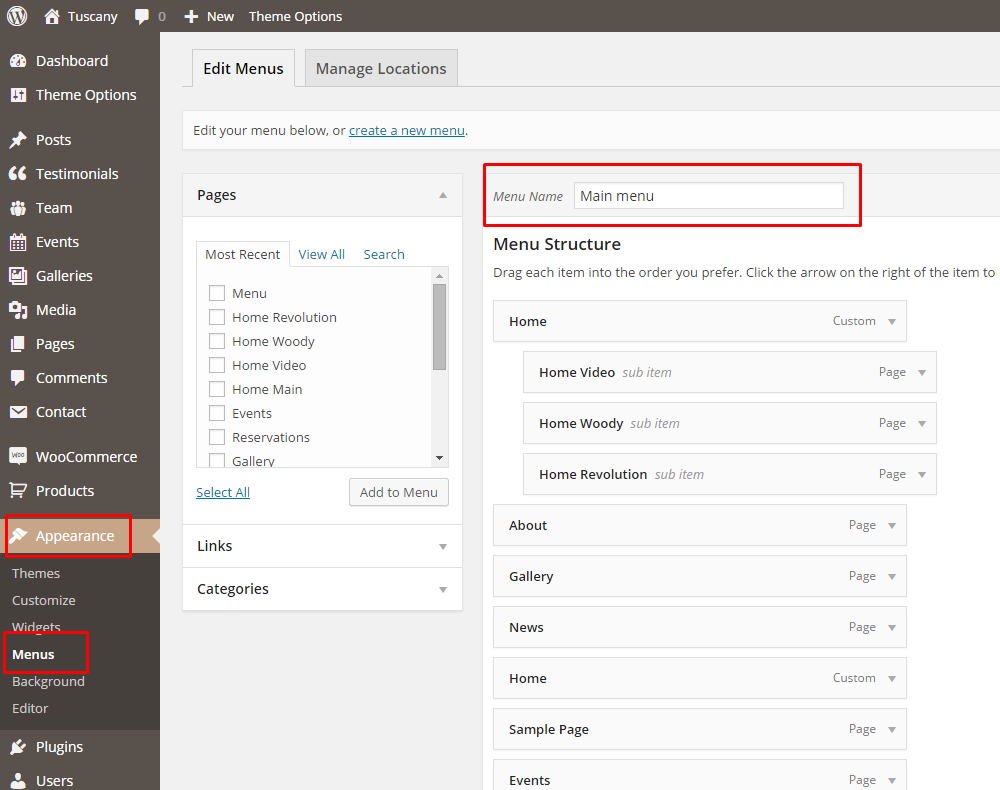 Tuscany 0 New Theme Options
Dashboard
Theme Options
Posts
Testimonials
Team
Events
Galleries
Media
Pages
Comments
Contact
WOO WooCommerce
Products
Appearance
Themes
Customize
Widgets
Menus
Background
Editor
Plugins
Users
Edit Menus Manage Locations
Edit your menu below, or create a new menu.
Pages
Most Recent View All Search
Menu
Home Revolution
Home Woody
Home Video
Home Main
Events
Reservations
Gallery
Select All Add to Menu
Links
Categories
Menu Name Main menu
Menu Structure
Drag each item into the order you prefer. Click the arrow on the right of the item to
Home Custom
Home Video sub item Page
Home Woody sub item Page
Home Revolution sub item Page
About Page
Gallery Page
News Page
Home Custom
Sample Page Page
Events Page